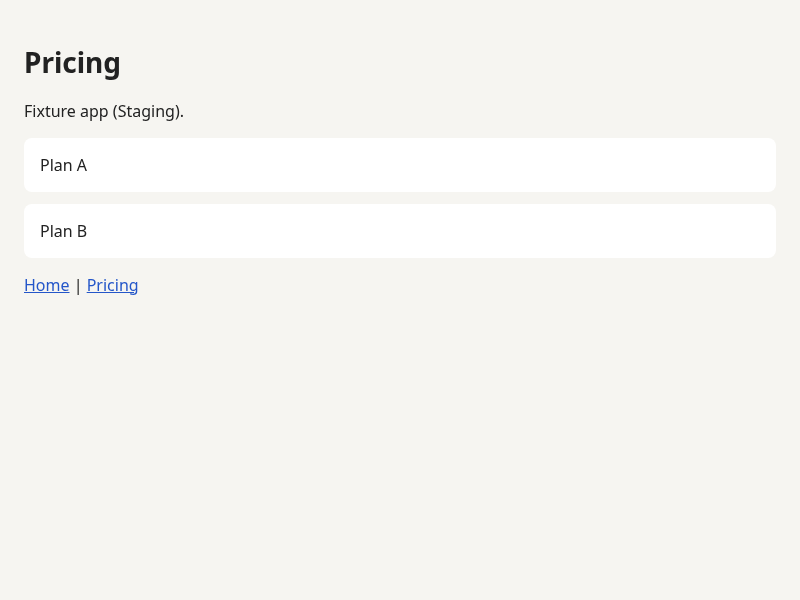 Pricing
Fixture app (Staging).
Plan A
Plan B
Home | Pricing